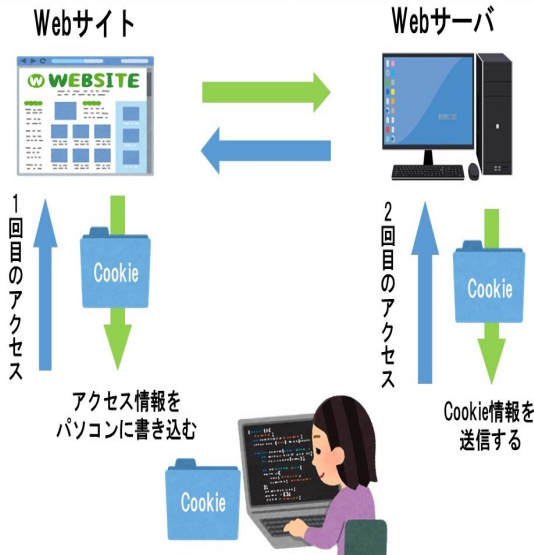 Webサイト
Webサーバ
WEBSITE
1回目のアクセス
Cookie
2回目のアクセス
Cookie
アクセス情報を
パソコンに書き込む
Cookie情報を
送信する
Cookie